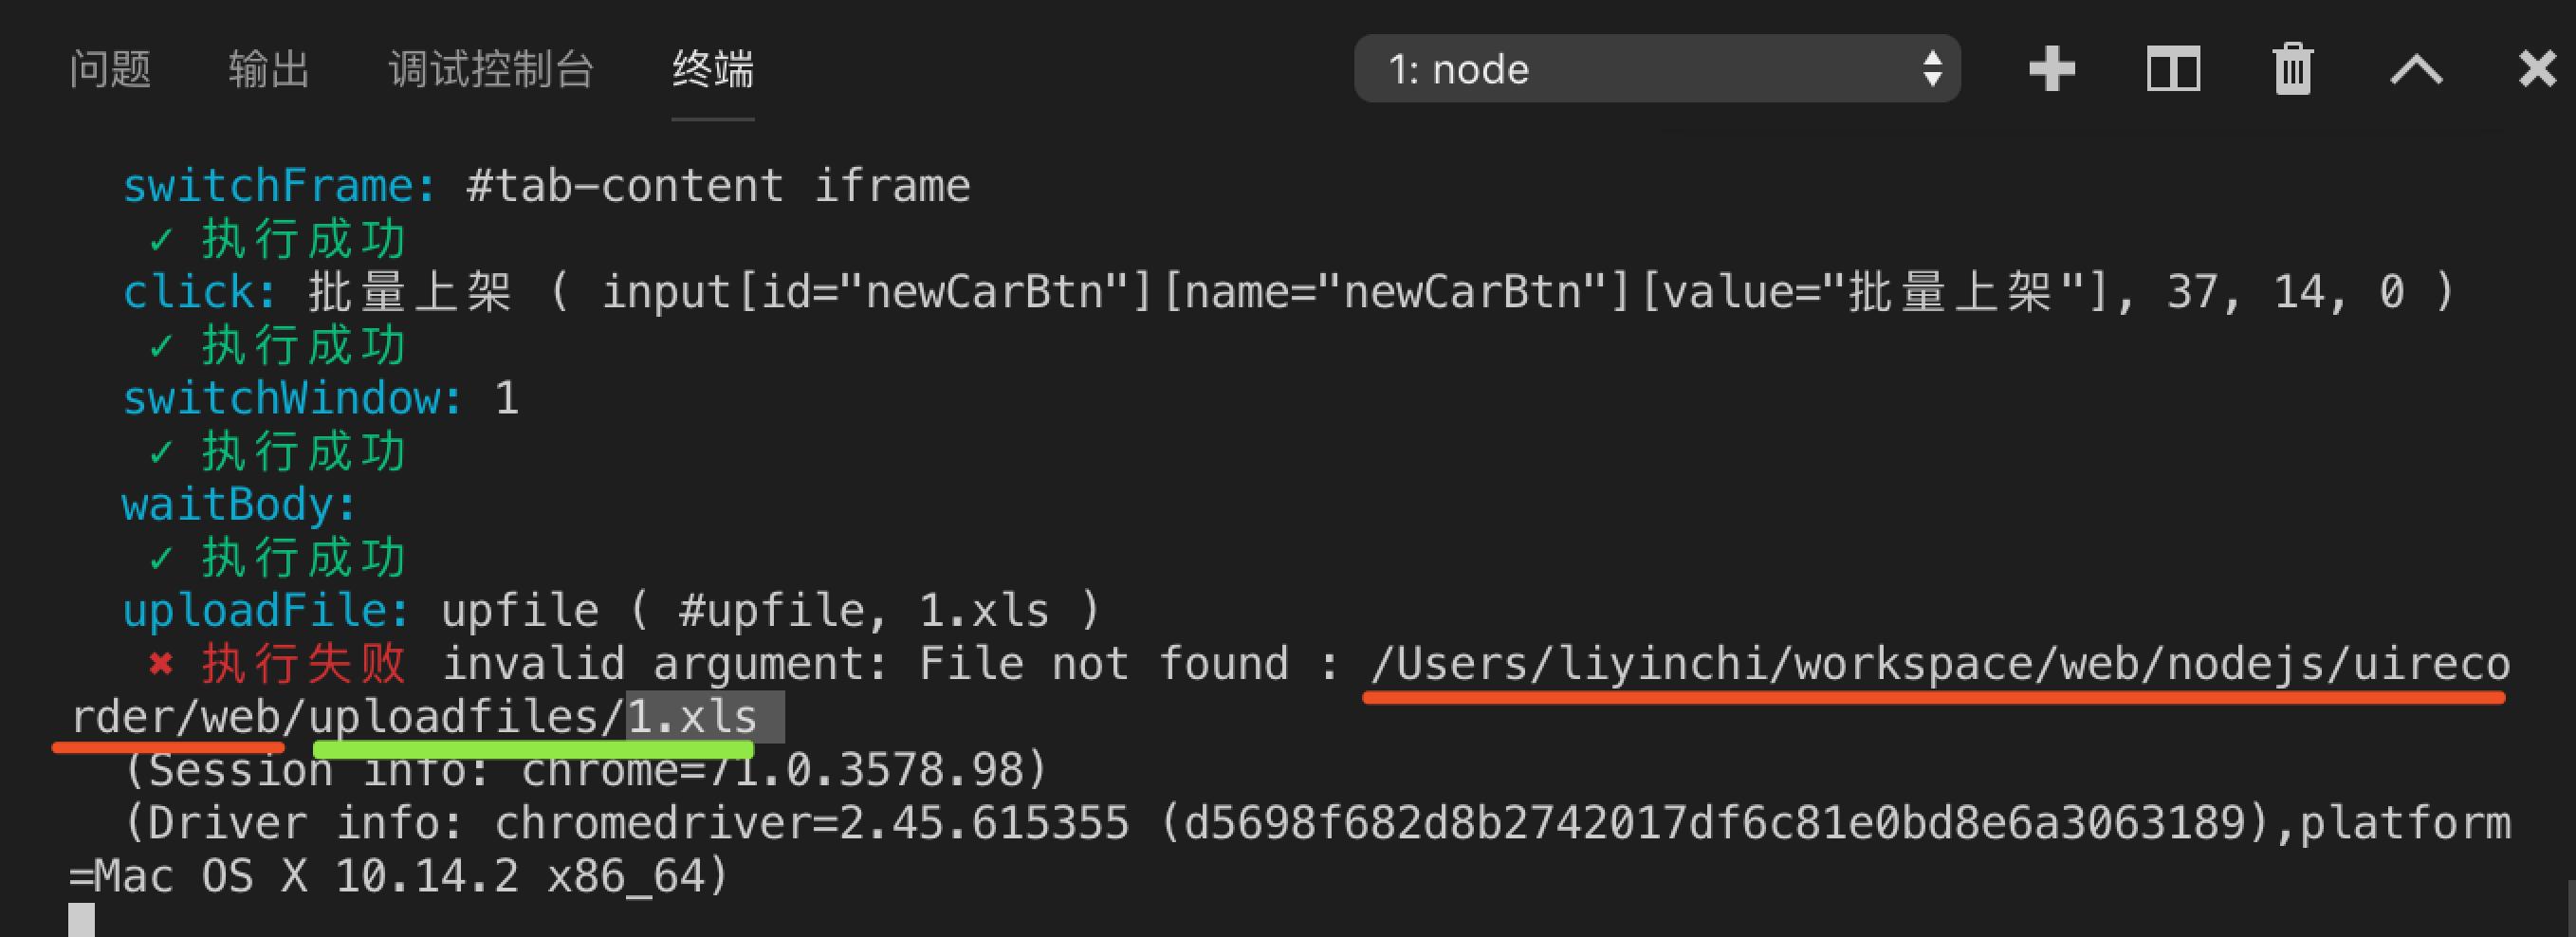 问题 输出 调试控制台 终端 1: node
switchFrame: #tab-content iframe
✓ 执行成功
click: 批量上架 ( input[id="newCarBtn"][name="newCarBtn"][value="批量上架"], 37, 14, 0 )
✓ 执行成功
switchWindow: 1
✓ 执行成功
waitBody:
✓ 执行成功
uploadFile: upfile ( #upfile, 1.xls )
✖ 执行失败 invalid argument: File not found : /Users/liyinchi/workspace/web/nodejs/uireco
rder/web/uploadfiles/1.xls
(Session info: chrome=71.0.3578.98)
(Driver info: chromedriver=2.45.615355 (d5698f682d8b2742017df6c81e0bd8e6a3063189),platform
=Mac OS X 10.14.2 x86_64)